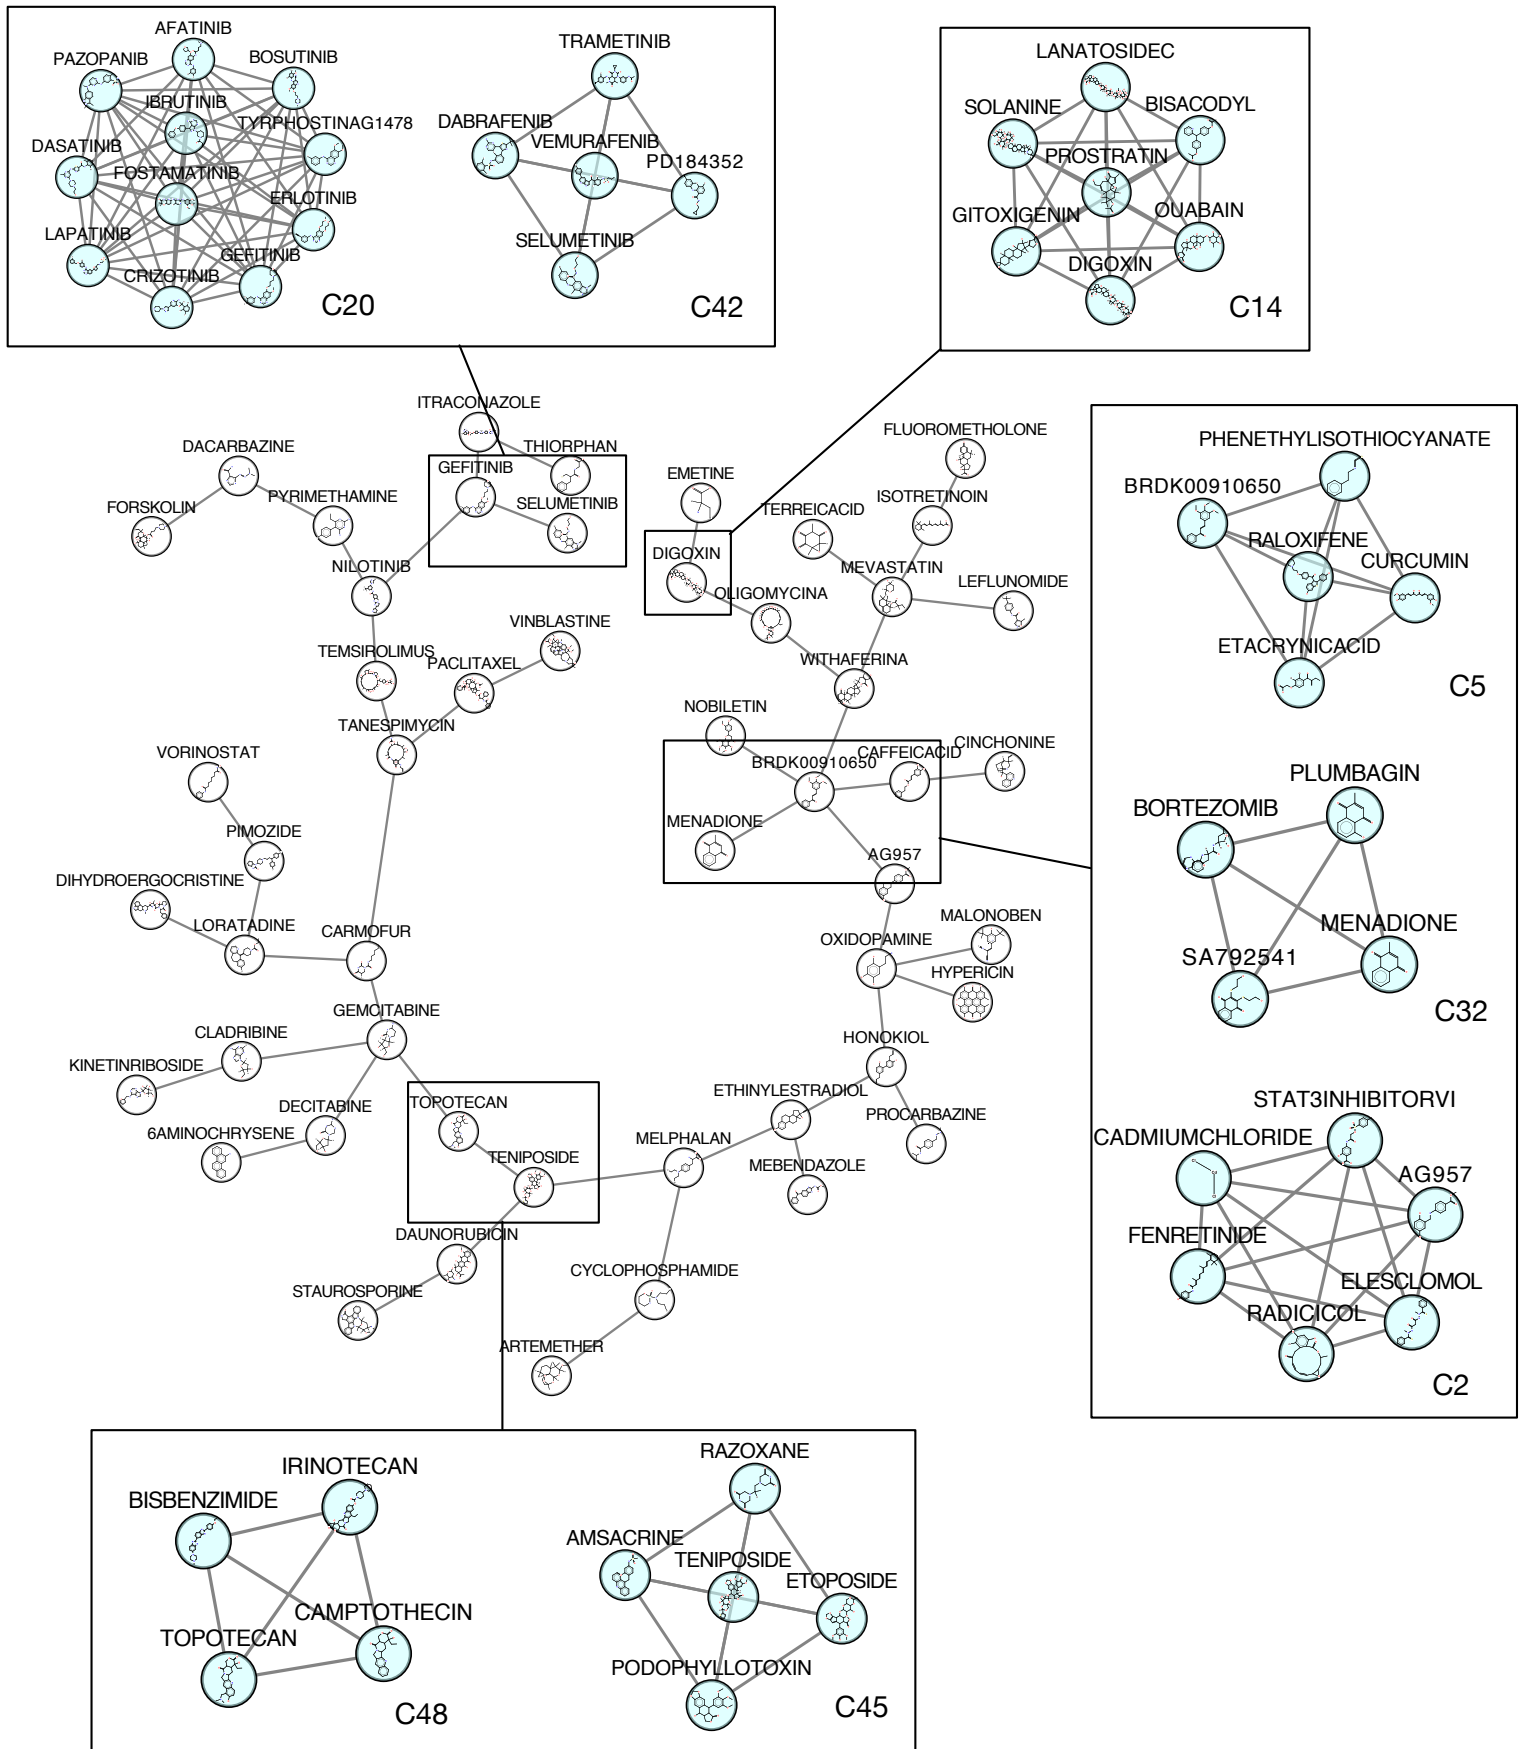 AFATINIB
PAZOPANIB
BOSUTINIB
IBRUTINIB
TYRPHOSTINAG1478
DASATINIB
FOSTAMATINIB
ERLOTINIB
LAPATINIB
GEFITINIB
CRIZOTINIB
C20
TRAMETINIB
DABRAFENIB
VEMURAFENIB
PD184352
SELUMETINIB
C42
LANATOSIDEC
SOLANINE
BISACODYL
PROSTRATIN
GITOXIGENIN
OUABAIN
DIGOXIN
C14
ITRACONAZOLE
DACARBAZINE
THIORPHAN
GEFITINIB
FORSKOLIN
PYRIMETHAMINE
SELUMETINIB
NILOTINIB
VINBLASTINE
TEMSIROLIMUS
PACLITAXEL
TANESPIMYCIN
VORINOSTAT
PIMOZIDE
DIHYDROERGOCRISTINE
LORATADINE
CARMOFUR
GEMCITABINE
CLADRIBINE
KINETINRIBOSIDE
DECITABINE
6AMINOCHRYSENE
TOPOTECAN
TENIPOSIDE
DAUNORUBICIN
STAUROSPORINE
FLUOROMETHOLONE
EMETINE
ISOTRETINOIN
TERREICACID
DIGOXIN
MEVASTATIN
LEFLUNOMIDE
OLIGOMYCINA
WITHAFERINA
NOBILETIN
BRDK00910650
CAFFEICACID
CINCHONINE
MENADIONE
AG957
MALONOBEN
OXIDOPAMINE
HYPERICIN
HONOKIOL
ETHINYLESTRADIOL
PROCARBAZINE
MELPHALAN
MEBENDAZOLE
CYCLOPHOSPHAMIDE
ARTEMETHER
PHENETHYLISOTHIOCYANATE
BRDK00910650
RALOXIFENE
CURCUMIN
ETACRYNICACID
C5
PLUMBAGIN
BORTEZOMIB
MENADIONE
SA792541
C32
STAT3INHIBITORVI
CADMIUMCHLORIDE
AG957
FENRETINIDE
ELESCLOMOL
RADICICOL
C2
IRINOTECAN
BISBENZIMIDE
CAMPTOTHECIN
TOPOTECAN
C48
RAZOXANE
AMSACRINE
TENIPOSIDE
ETOPOSIDE
PODOPHYLLOTOXIN
C45